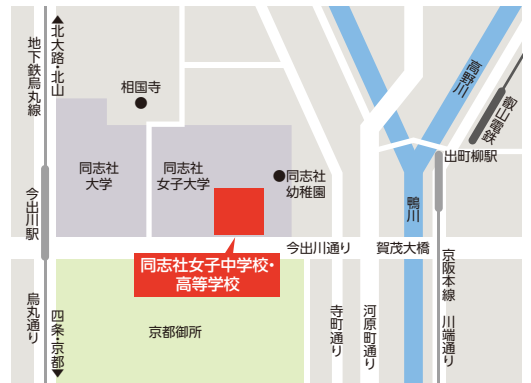 ▲北大路・北山
地下鉄烏丸線
相国寺
高野川
叡山電鉄
出町柳駅
同志社
大学
同志社
女子大学
同志社
幼稚園
今出川駅
鴨川
今出川通り
賀茂大橋
同志社女子中学校・
高等学校
烏丸通り
四条・京都▼
京都御所
寺町通り
河原町通り
京阪本線
川端通り